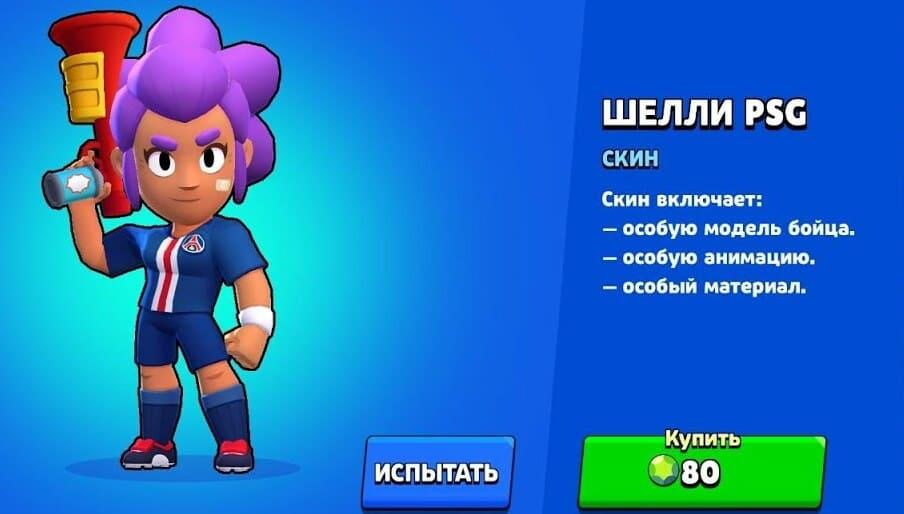 ШЕЛЛИ PSG
СКИН
Скин включает:
– особую модель бойца.
– особую анимацию.
– особый материал.
ИСПЫТАТЬ
Купить
80